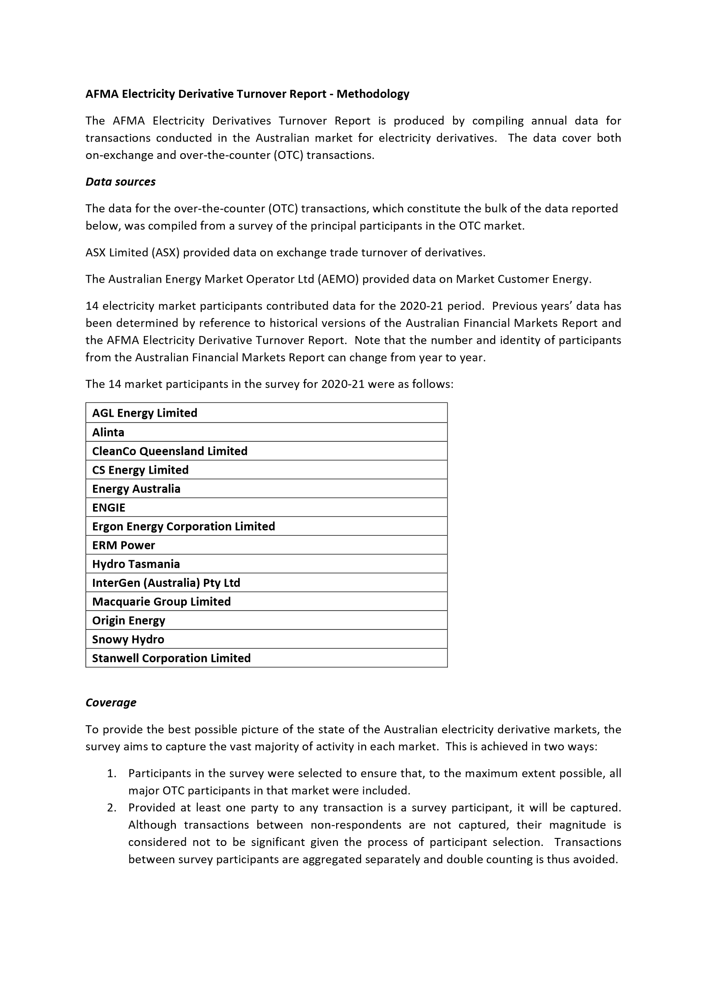 AFMA Electricity Derivative Turnover Report - Methodology
The AFMA Electricity Derivatives Turnover Report is produced by compiling annual data for
transactions conducted in the Australian market for electricity derivatives. The data cover both
on-exchange and over-the-counter (OTC) transactions.
Data sources
The data for the over-the-counter (OTC) transactions, which constitute the bulk of the data reported
below, was compiled from a survey of the principal participants in the OTC market.
ASX Limited (ASX) provided data on exchange trade turnover of derivatives.
The Australian Energy Market Operator Ltd (AEMO) provided data on Market Customer Energy.
14 electricity market participants contributed data for the 2020-21 period. Previous years’ data has
been determined by reference to historical versions of the Australian Financial Markets Report and
the AFMA Electricity Derivative Turnover Report. Note that the number and identity of participants
from the Australian Financial Markets Report can change from year to year.
The 14 market participants in the survey for 2020-21 were as follows:
AGL Energy Limited
Alinta
CleanCo Queensland Limited
CS Energy Limited
Energy Australia
ENGIE
Ergon Energy Corporation Limited
ERM Power
Hydro Tasmania
InterGen (Australia) Pty Ltd
Macquarie Group Limited
Origin Energy
Snowy Hydro
Stanwell Corporation Limited
Coverage
To provide the best possible picture of the state of the Australian electricity derivative markets, the
survey aims to capture the vast majority of activity in each market. This is achieved in two ways:
1. Participants in the survey were selected to ensure that, to the maximum extent possible, all
major OTC participants in that market were included.
2. Provided at least one party to any transaction is a survey participant, it will be captured.
Although transactions between non-respondents are not captured, their magnitude is
considered not to be significant given the process of participant selection. Transactions
between survey participants are aggregated separately and double counting is thus avoided.